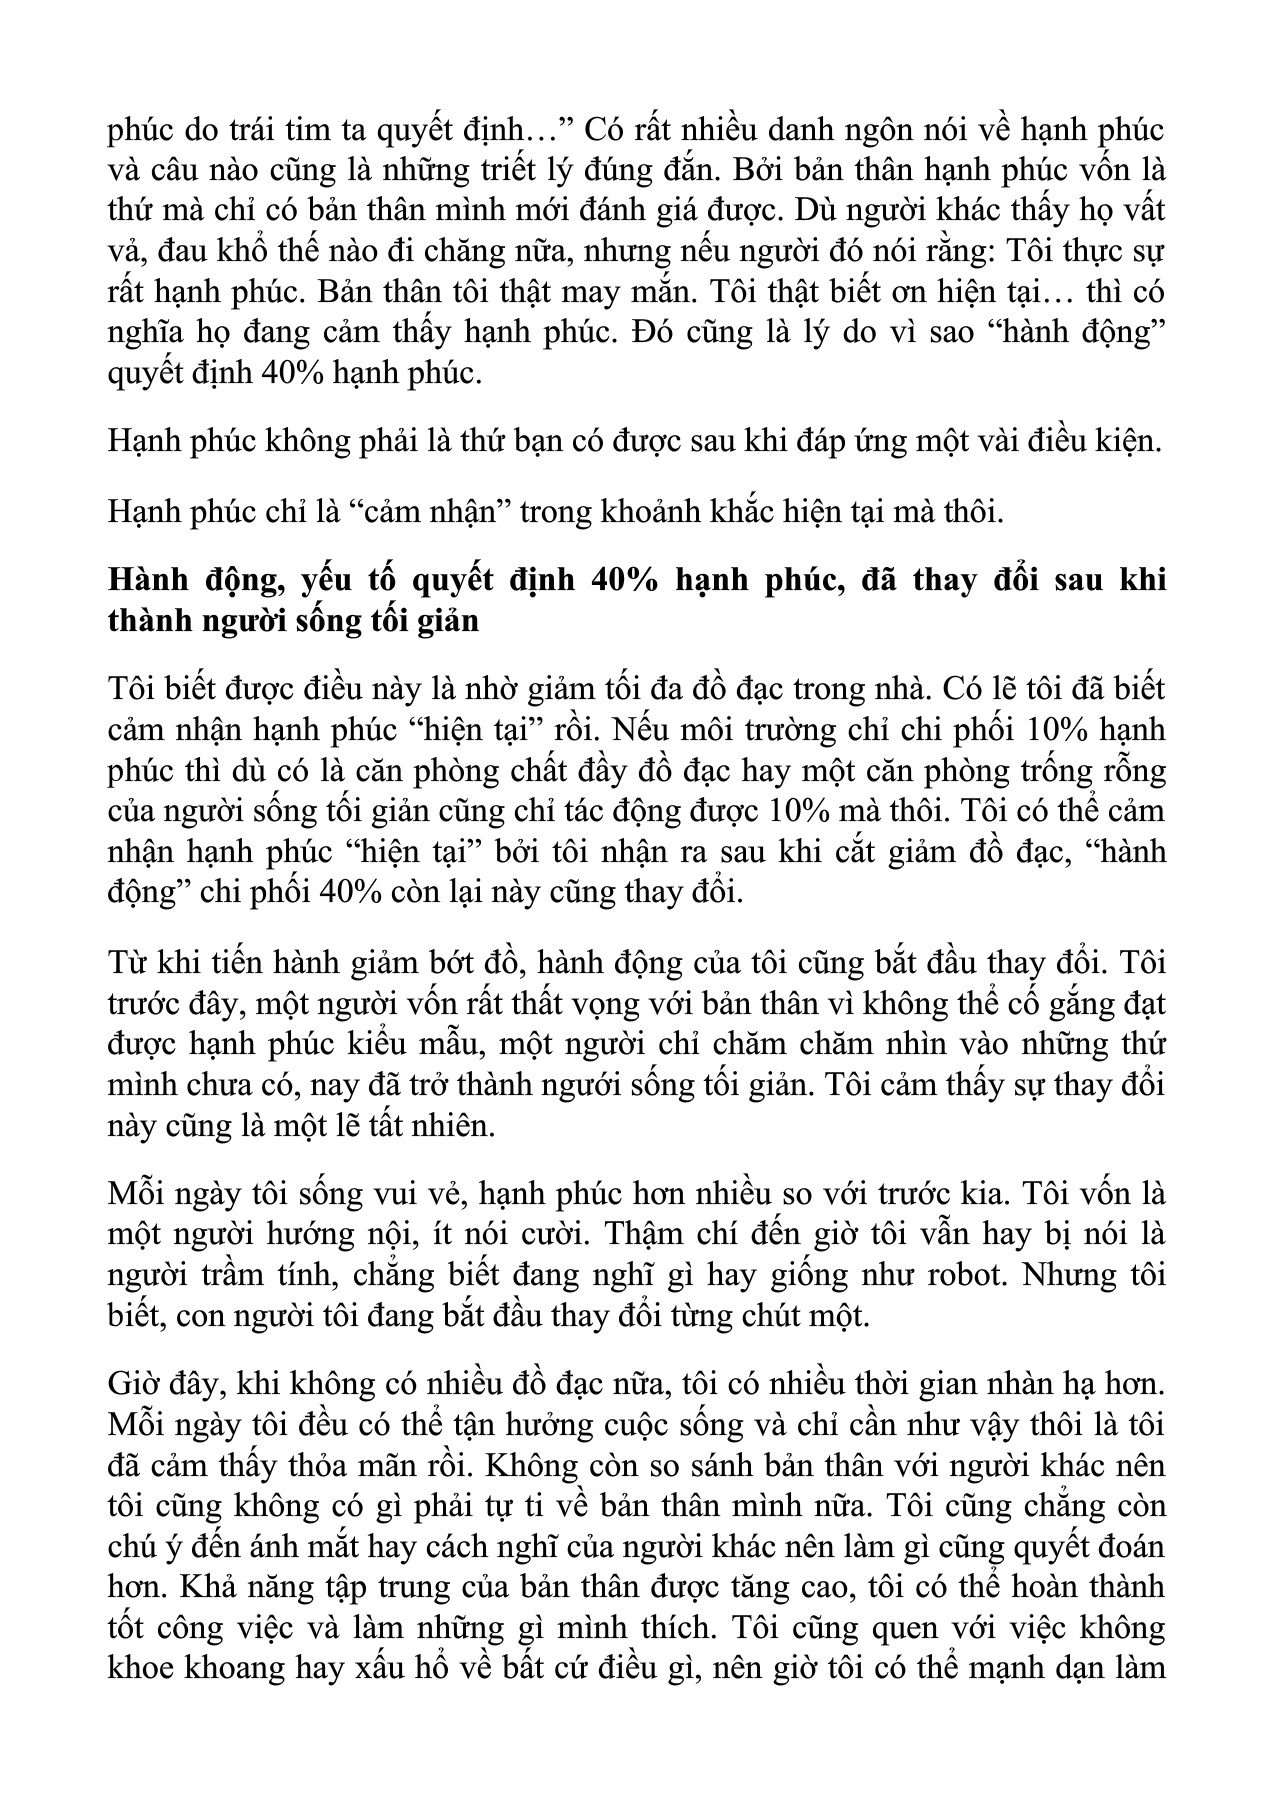 phúc do trái tim ta quyết định…” Có rất nhiều danh ngôn nói về hạnh phúc
và câu nào cũng là những triết lý đúng đắn. Bởi bản thân hạnh phúc vốn là
thứ mà chỉ có bản thân mình mới đánh giá được. Dù người khác thấy họ vất
vả, đau khổ thế nào đi chăng nữa, nhưng nếu người đó nói rằng: Tôi thực sự
rất hạnh phúc. Bản thân tôi thật may mắn. Tôi thật biết ơn hiện tại… thì có
nghĩa họ đang cảm thấy hạnh phúc. Đó cũng là lý do vì sao “hành động”
quyết định 40% hạnh phúc.
Hạnh phúc không phải là thứ bạn có được sau khi đáp ứng một vài điều kiện.
Hạnh phúc chỉ là “cảm nhận” trong khoảnh khắc hiện tại mà thôi.
Hành động, yếu tố quyết định 40% hạnh phúc, đã thay đổi sau khi
thành người sống tối giản
Tôi biết được điều này là nhờ giảm tối đa đồ đạc trong nhà. Có lẽ tôi đã biết
cảm nhận hạnh phúc “hiện tại” rồi. Nếu môi trường chỉ chi phối 10% hạnh
phúc thì dù có là căn phòng chất đầy đồ đạc hay một căn phòng trống rỗng
của người sống tối giản cũng chỉ tác động được 10% mà thôi. Tôi có thể cảm
nhận hạnh phúc “hiện tại” bởi tôi nhận ra sau khi cắt giảm đồ đạc, “hành
động” chi phối 40% còn lại này cũng thay đổi.
Từ khi tiến hành giảm bớt đồ, hành động của tôi cũng bắt đầu thay đổi. Tôi
trước đây, một người vốn rất thất vọng với bản thân vì không thể cố gắng đạt
được hạnh phúc kiểu mẫu, một người chỉ chăm chăm nhìn vào những thứ
mình chưa có, nay đã trở thành ngưới sống tối giản. Tôi cảm thấy sự thay đổi
này cũng là một lẽ tất nhiên.
Mỗi ngày tôi sống vui vẻ, hạnh phúc hơn nhiều so với trước kia. Tôi vốn là
một người hướng nội, ít nói cười. Thậm chí đến giờ tôi vẫn hay bị nói là
người trầm tính, chẳng biết đang nghĩ gì hay giống như robot. Nhưng tôi
biết, con người tôi đang bắt đầu thay đổi từng chút một.
Giờ đây, khi không có nhiều đồ đạc nữa, tôi có nhiều thời gian nhàn hạ hơn.
Mỗi ngày tôi đều có thể tận hưởng cuộc sống và chỉ cần như vậy thôi là tôi
đã cảm thấy thỏa mãn rồi. Không còn so sánh bản thân với người khác nên
tôi cũng không có gì phải tự ti về bản thân mình nữa. Tôi cũng chẳng còn
chú ý đến ánh mắt hay cách nghĩ của người khác nên làm gì cũng quyết đoán
hơn. Khả năng tập trung của bản thân được tăng cao, tôi có thể hoàn thành
tốt công việc và làm những gì mình thích. Tôi cũng quen với việc không
khoe khoang hay xấu hổ về bất cứ điều gì, nên giờ tôi có thể mạnh dạn làm